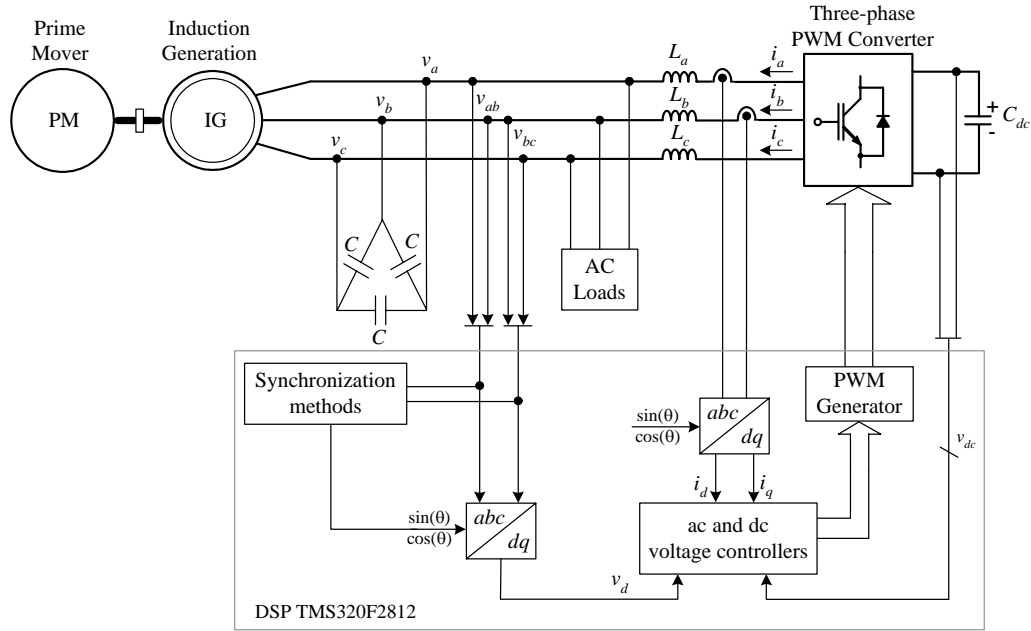 Prime
Mover
Induction
Generation
Three-phase
PWM Converter
PM
IG
v_a
v_ab
v_b
v_bc
v_c
L_a
L_b
L_c
i_a
i_b
i_c
+
-
C_dc
C
C
C
AC
Loads
Synchronization
methods
PWM
Generator
sin(θ)
cos(θ)
abc
dq
v_dc
i_d
i_q
sin(θ)
cos(θ)
abc
dq
ac and dc
voltage controllers
v_d
DSP TMS320F2812